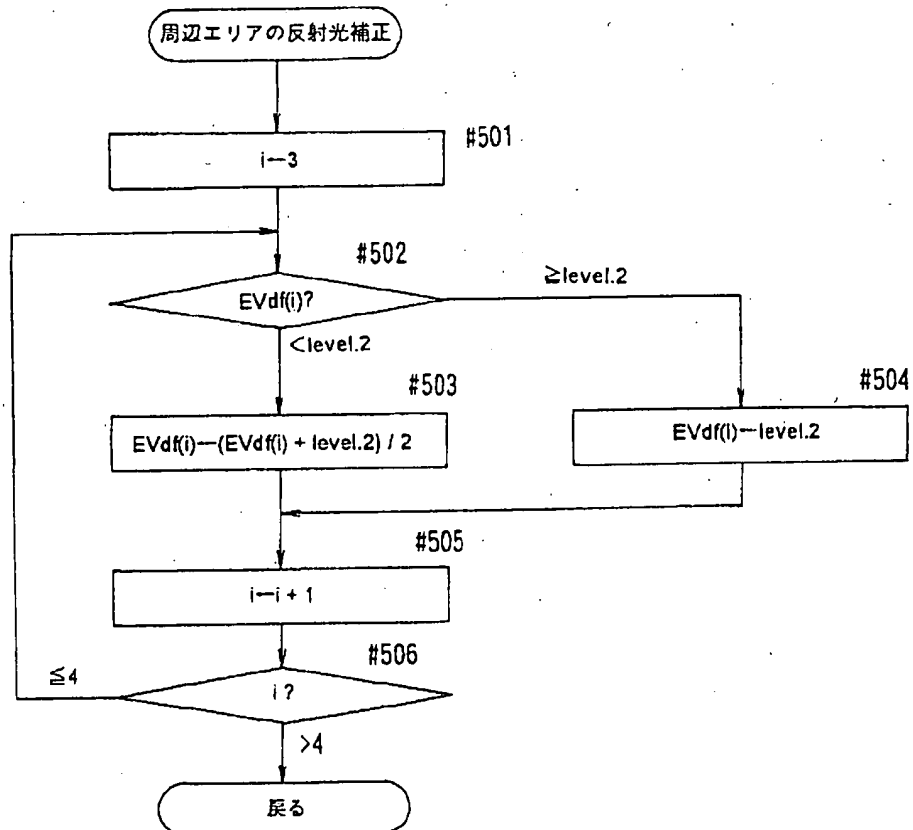 周辺エリアの反射光補正
#501
i←3
#502
EVdf(i)?
≧level.2
<level.2
#503
EVdf(i)←(EVdf(i) + level.2) / 2
#504
EVdf(i)←level.2
#505
i←i + 1
#506
≦4
i ?
>4
戻る